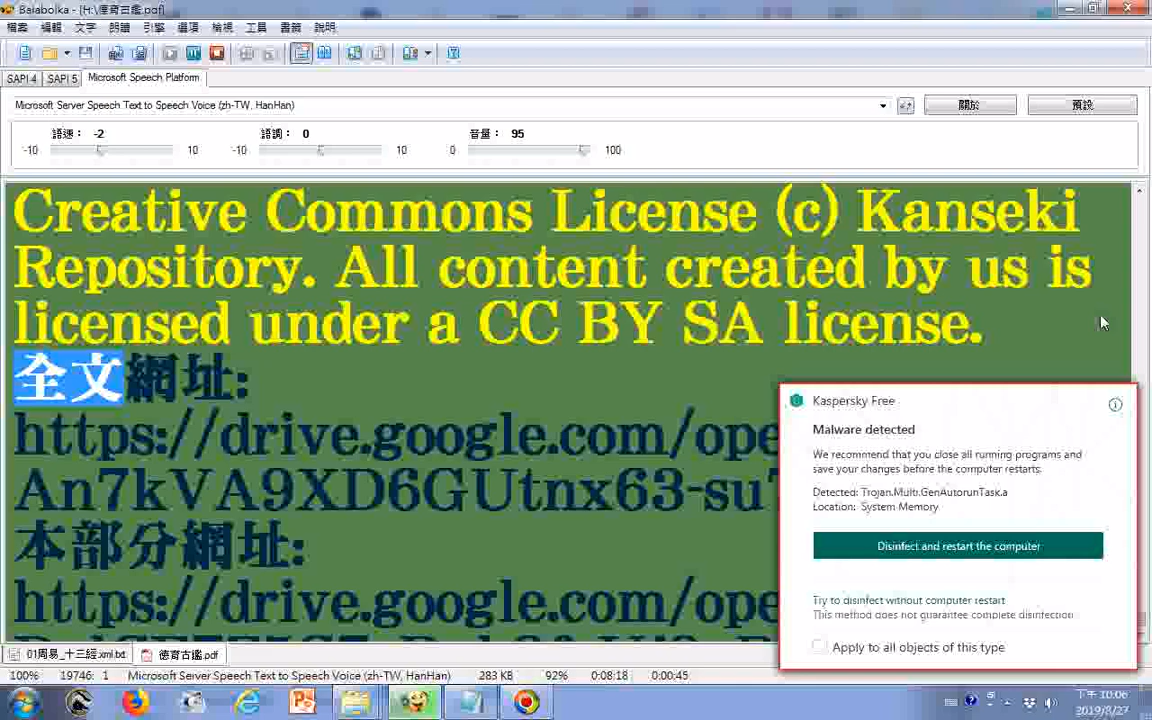 Balabolka - [H:\德育古鑑.pdf]
檔案 編輯 文字 朗讀 引擎 選項 檢視 工具 書籤 說明
SAPI 4 SAPI 5 Microsoft Speech Platform
Microsoft Server Speech Text to Speech Voice (zh-TW, HanHan) 關於 預設
語速: -2 語調: 0 音量: 95
-10 10 -10 10 0 100
Creative Commons License (c) Kanseki
Repository. All content created by us is
licensed under a CC BY SA license.
全文網址:
https://drive.google.com/ope
An7kVA9XD6GUtnx63-su
本部分網址:
https://drive.google.com/ope
Kaspersky Free
Malware detected
We recommend that you close all running programs and
save your changes before the computer restarts.
Detected: Trojan.Multi.GenAutorunTask.a
Location: System Memory
Disinfect and restart the computer
Try to disinfect without computer restart
This method does not guarantee complete disinfection
Apply to all objects of this type
01周易_十三經.xml.txt 德育古鑑.pdf
100% 19746: 1 Microsoft Server Speech Text to Speech Voice (zh-TW, HanHan) 283 KB 92% 0:08:18 0:00:45
下午 10:06
2019/8/27